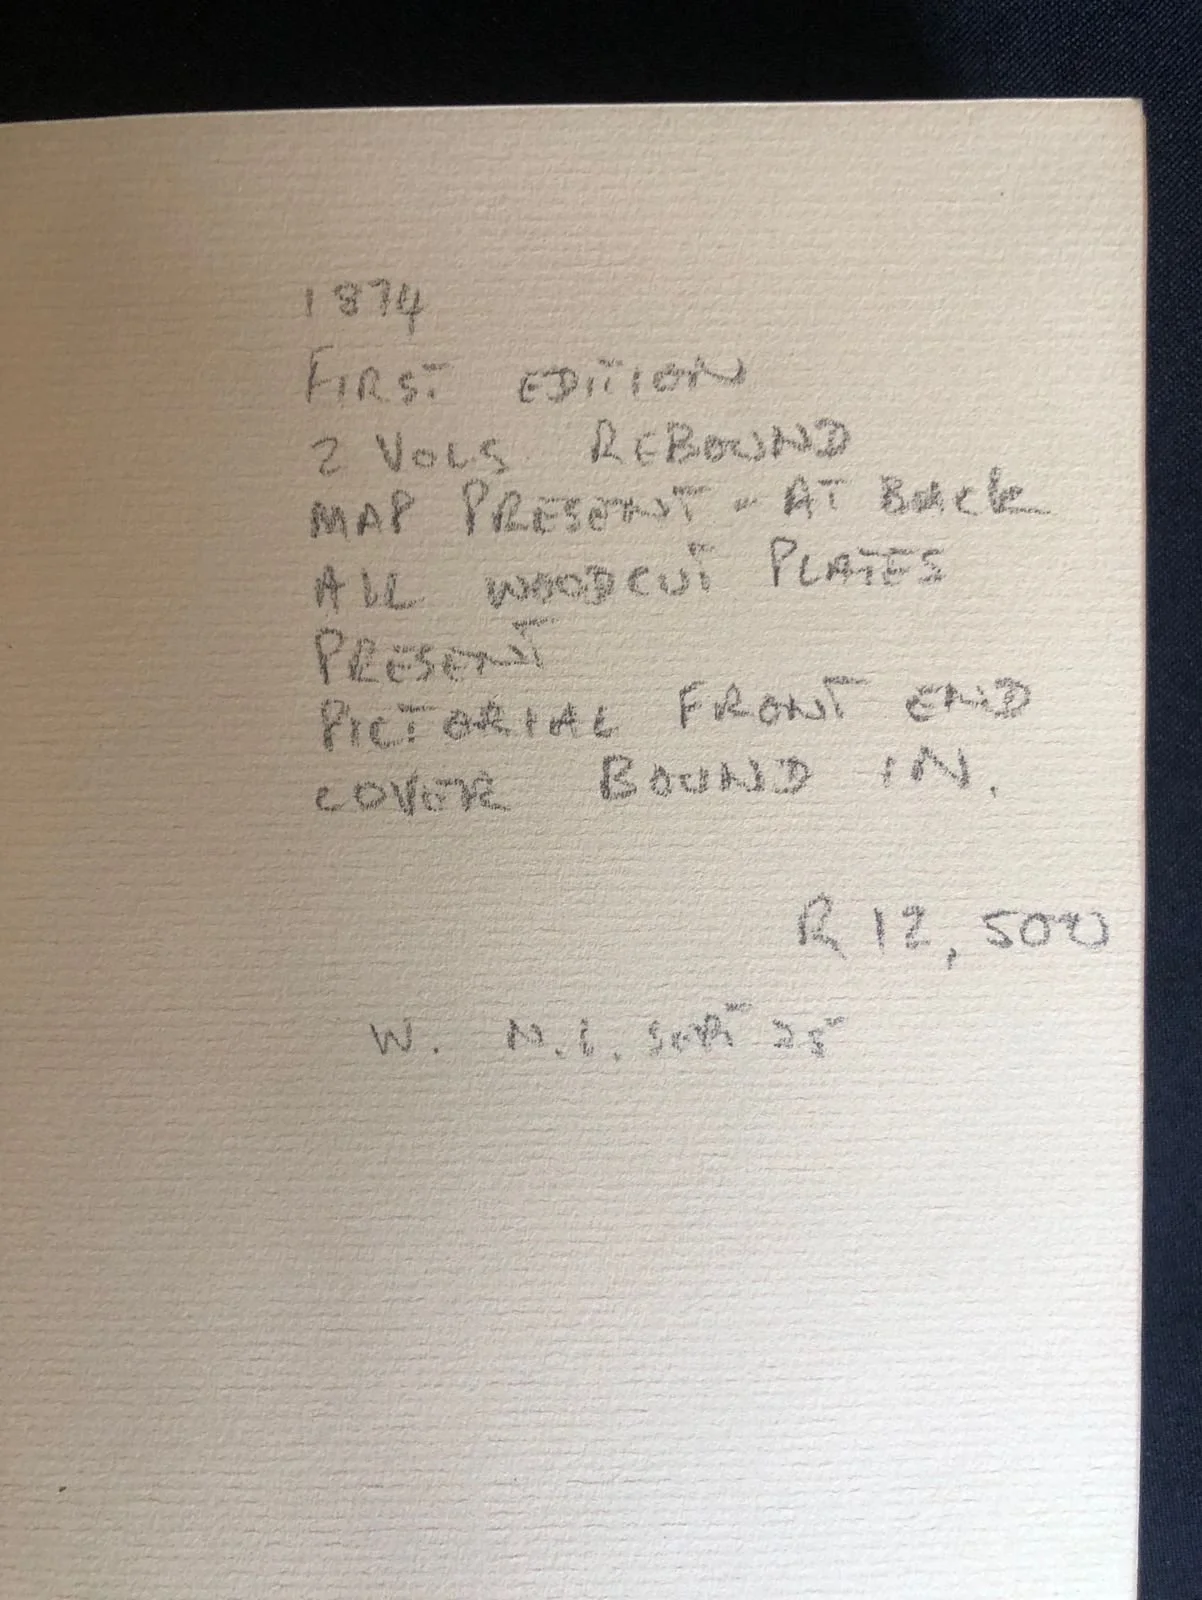 1874
FIRST EDITION
2 VOLS REBOUND
MAP PRESENT - AT BACK
ALL WOODCUT PLATES
PRESENT
PICTORIAL FRONT END
COVER BOUND IN.
R 12,500
W. N.